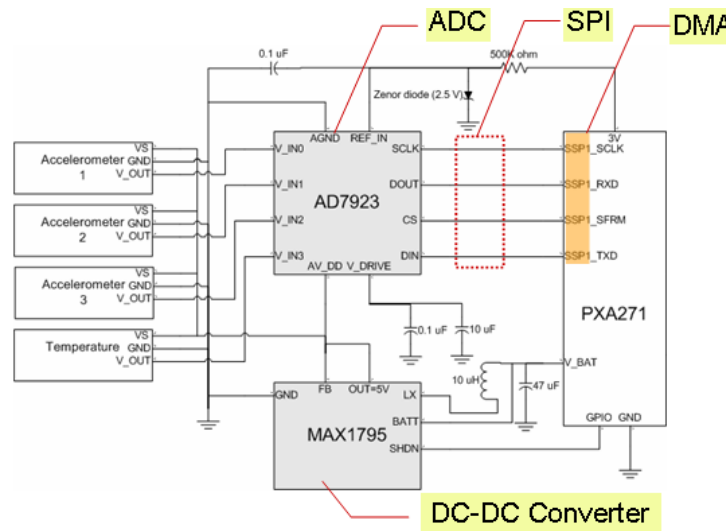 ADC
SPI
DMA
0.1 uF
500K ohm
Zenor diode (2.5 V)
AGND
REF_IN
3V
VS
GND
V_OUT
Accelerometer
1
V_IN0
V_IN1
V_IN2
V_IN3
SCLK
DOUT
CS
DIN
AD7923
SSP1_SCLK
SSP1_RXD
SSP1_SFRM
SSP1_TXD
VS
GND
V_OUT
Accelerometer
2
VS
GND
V_OUT
Accelerometer
3
AV_DD
V_DRIVE
PXA271
VS
GND
V_OUT
Temperature
0.1 uF
10 uF
V_BAT
10 uH
47 uF
FB
OUT=5V
GND
LX
BATT
SHDN
MAX1795
GPIO
GND
DC-DC Converter